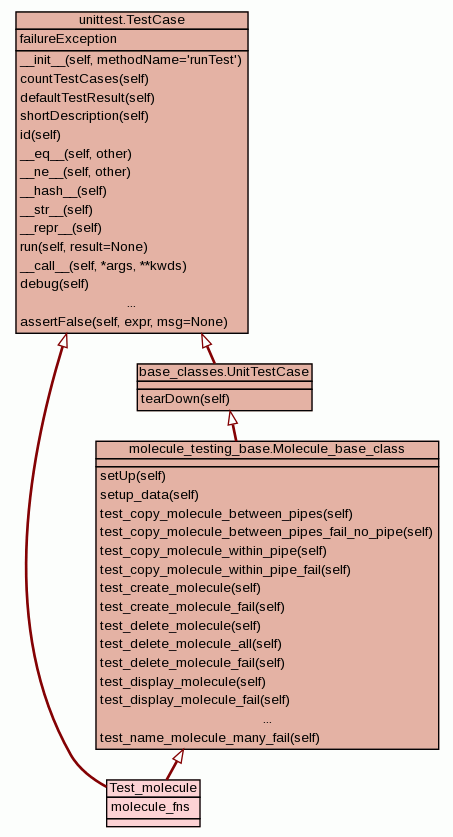 unittest.TestCase
failureException
__init__(self, methodName='runTest')
countTestCases(self)
defaultTestResult(self)
shortDescription(self)
id(self)
__eq__(self, other)
__ne__(self, other)
__hash__(self)
__str__(self)
__repr__(self)
run(self, result=None)
__call__(self, *args, **kwds)
debug(self)
...
assertFalse(self, expr, msg=None)
base_classes.UnitTestCase
tearDown(self)
molecule_testing_base.Molecule_base_class
setUp(self)
setup_data(self)
test_copy_molecule_between_pipes(self)
test_copy_molecule_between_pipes_fail_no_pipe(self)
test_copy_molecule_within_pipe(self)
test_copy_molecule_within_pipe_fail(self)
test_create_molecule(self)
test_create_molecule_fail(self)
test_delete_molecule(self)
test_delete_molecule_all(self)
test_delete_molecule_fail(self)
test_display_molecule(self)
test_display_molecule_fail(self)
...
test_name_molecule_many_fail(self)
Test_molecule
molecule_fns